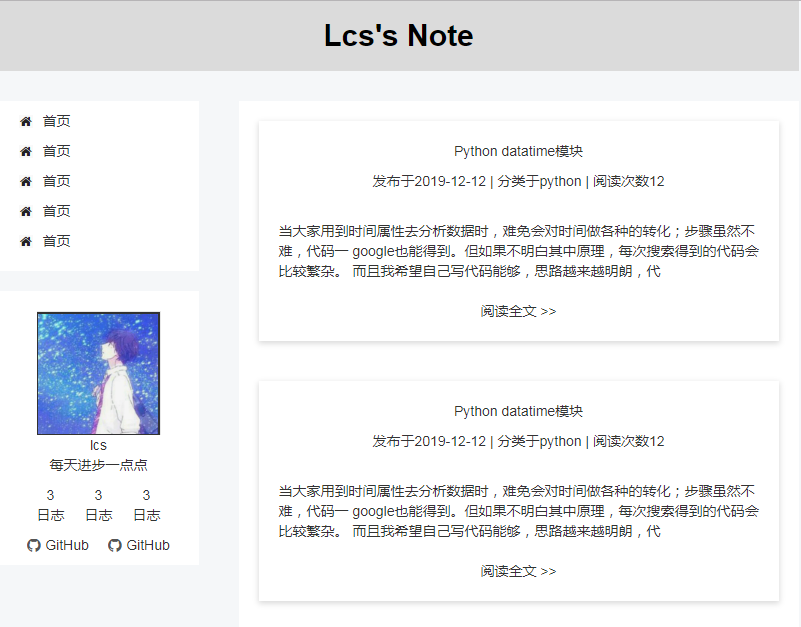 Lcs's Note
首页
首页
首页
首页
首页
lcs
每天进步一点点
3 3 3
日志 日志 日志
GitHub GitHub
Python datatime模块
发布于2019-12-12 | 分类于python | 阅读次数12
当大家用到时间属性去分析数据时，难免会对时间做各种的转化；步骤虽然不
难，代码一 google也能得到。但如果不明白其中原理，每次搜索得到的代码会
比较繁杂。 而且我希望自己写代码能够，思路越来越明朗，代
阅读全文 >>
Python datatime模块
发布于2019-12-12 | 分类于python | 阅读次数12
当大家用到时间属性去分析数据时，难免会对时间做各种的转化；步骤虽然不
难，代码一 google也能得到。但如果不明白其中原理，每次搜索得到的代码会
比较繁杂。 而且我希望自己写代码能够，思路越来越明朗，代
阅读全文 >>